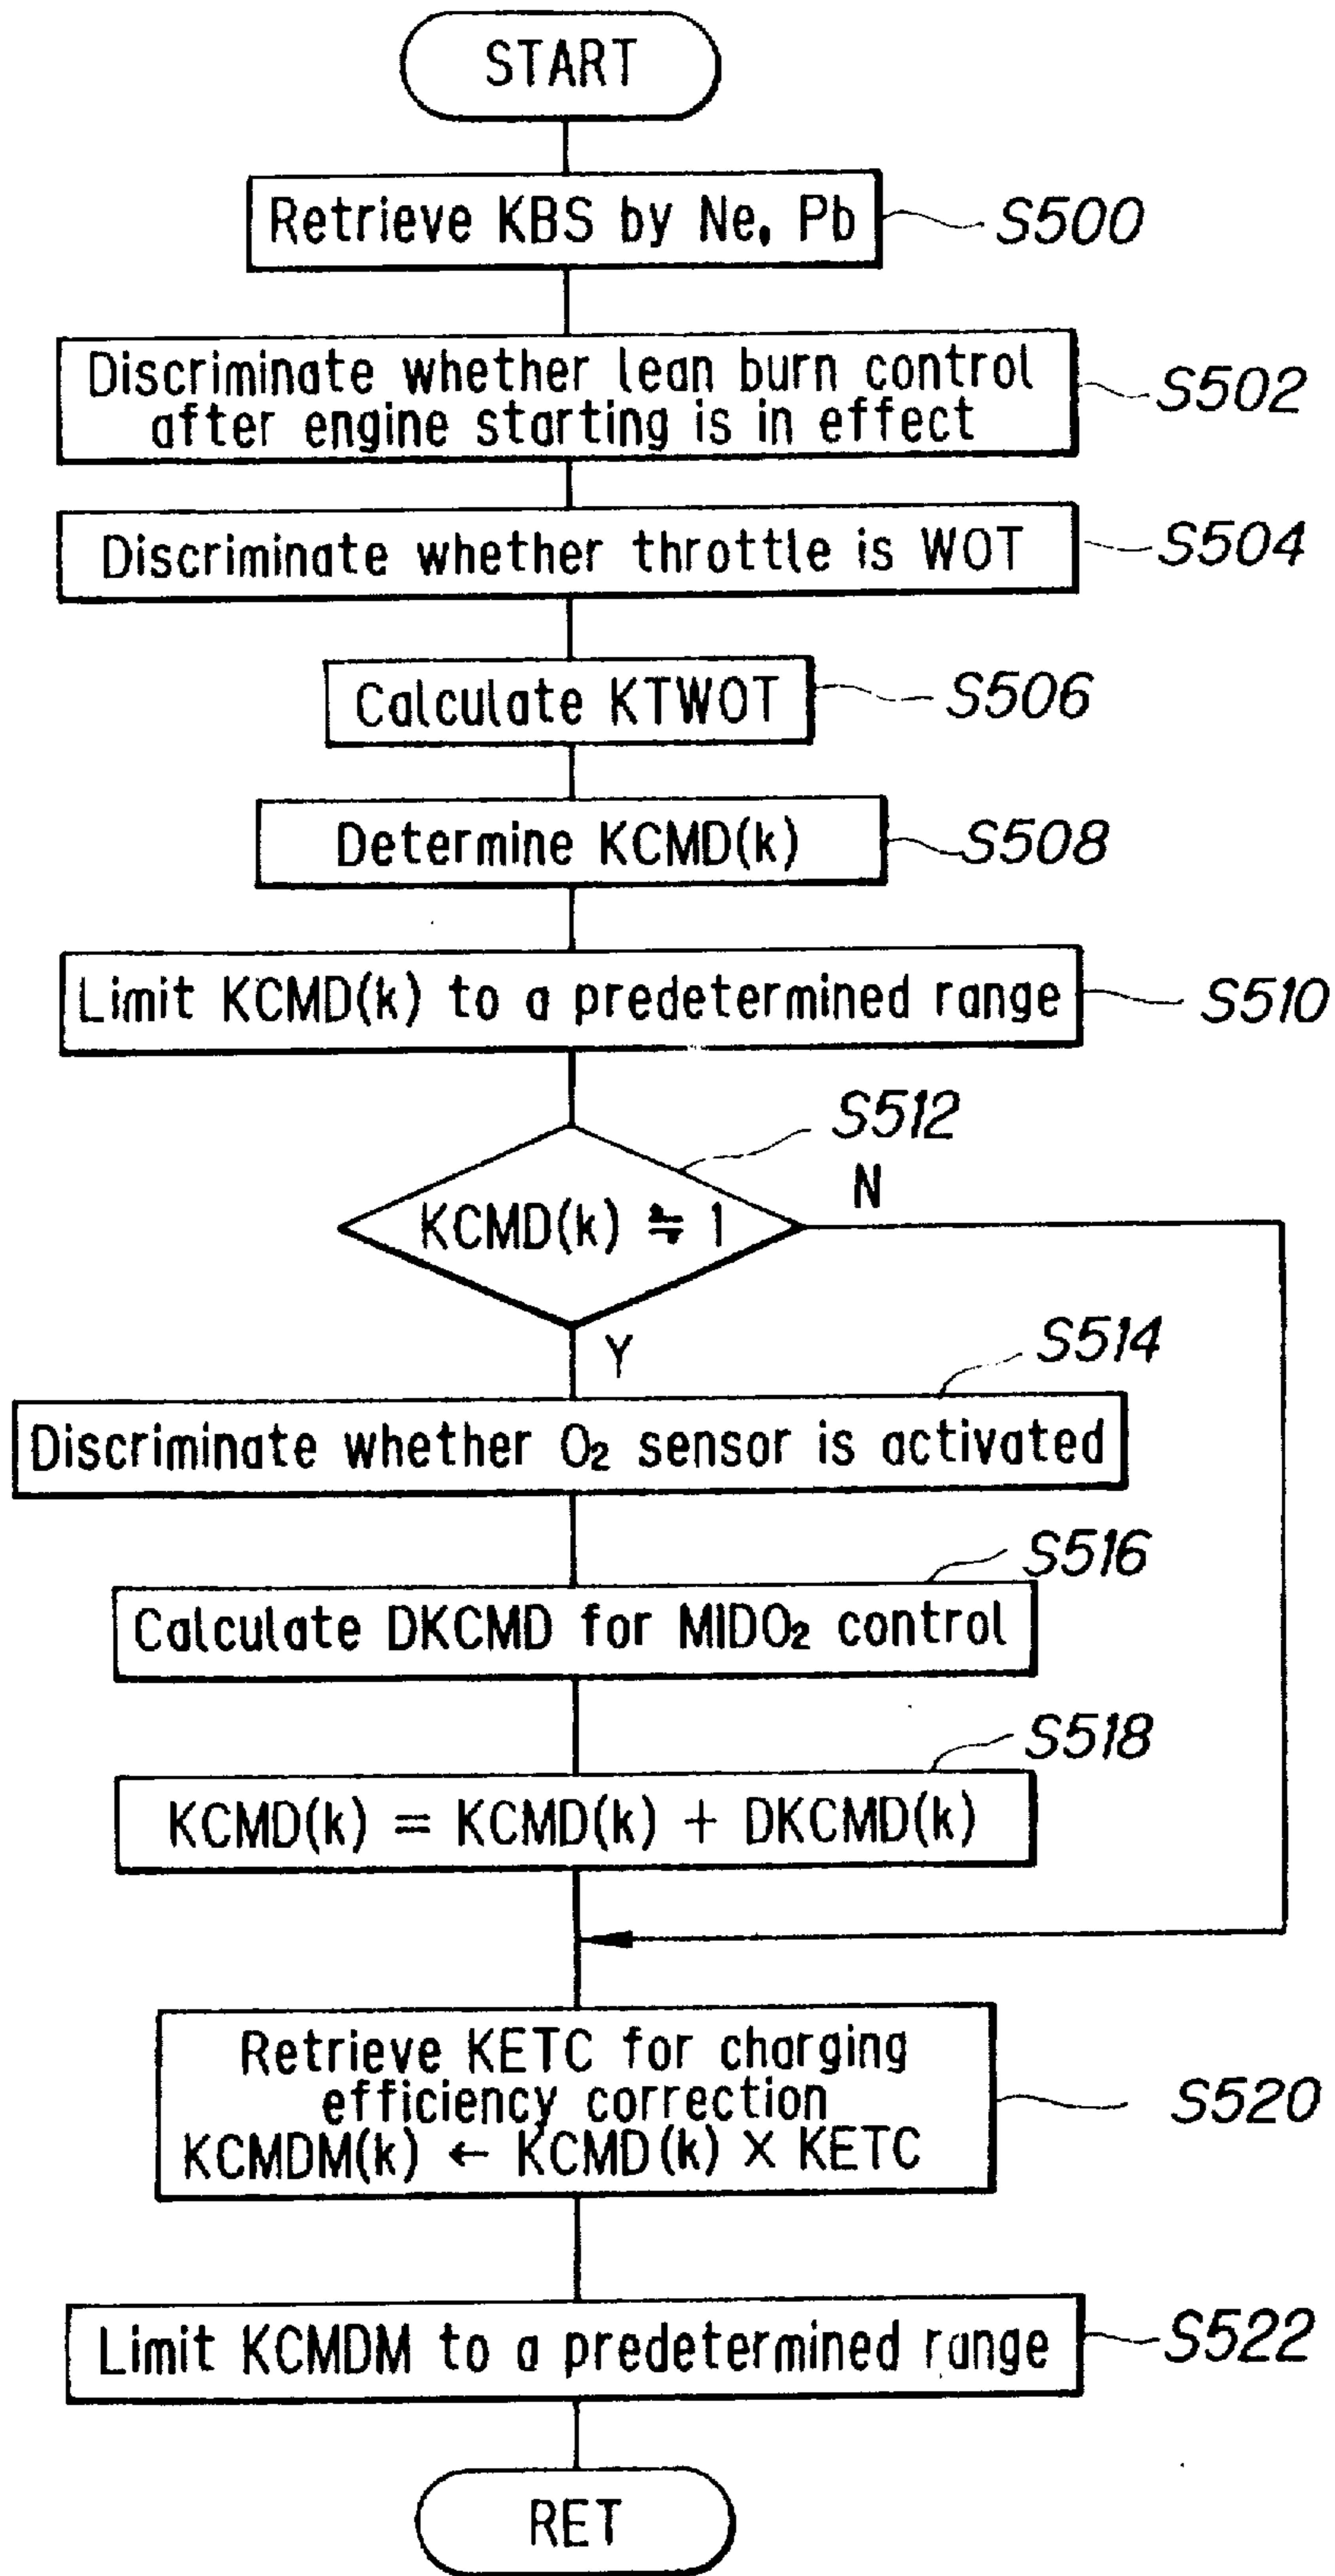 START
Retrieve KBS by Ne, Pb
S500
Discriminate whether lean burn control
after engine starting is in effect
S502
Discriminate whether throttle is WOT
S504
Calculate KTWOT
S506
Determine KCMD(k)
S508
Limit KCMD(k) to a predetermined range
S510
S512
KCMD(k) ≒ 1
N
Y
S514
Discriminate whether O₂ sensor is activated
S516
Calculate DKCMD for MIDO₂ control
S518
KCMD(k) = KCMD(k) + DKCMD(k)
Retrieve KETC for charging
efficiency correction
KCMDM(k) ← KCMD(k) × KETC
S520
Limit KCMDM to a predetermined range
S522
RET